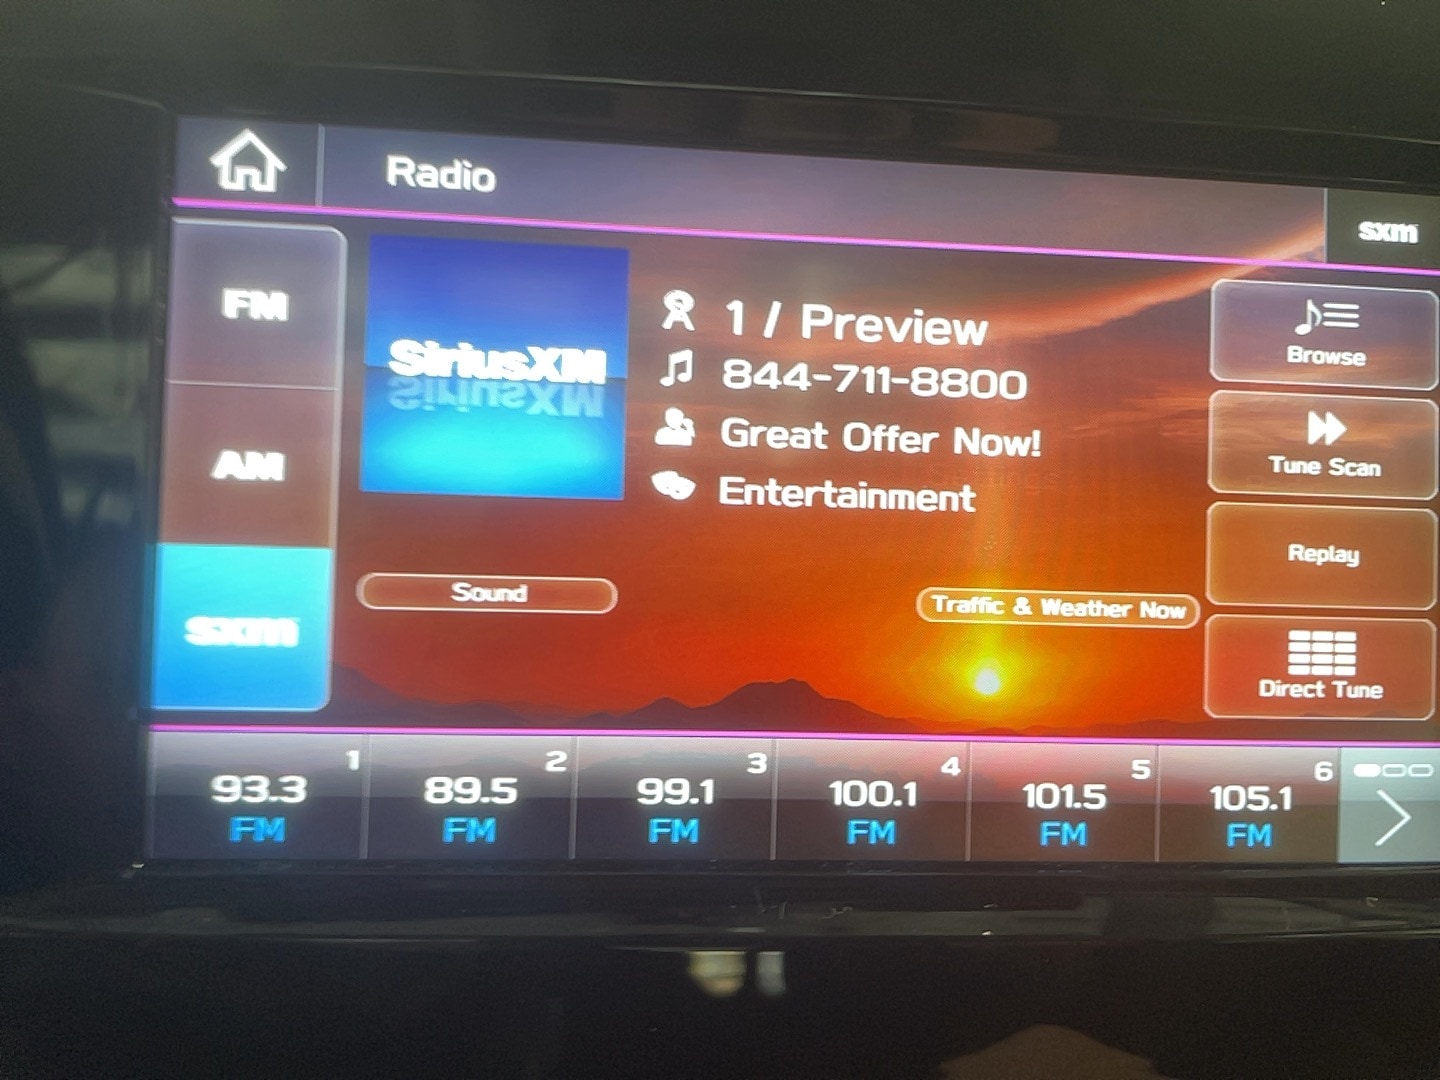 Radio
sxm
FM
AM
sxm
SiriusXM
1 / Preview
844-711-8800
Great Offer Now!
Entertainment
Sound
Traffic & Weather Now
Browse
Tune Scan
Replay
Direct Tune
1
93.3
FM
2
89.5
FM
3
99.1
FM
4
100.1
FM
5
101.5
FM
6
105.1
FM